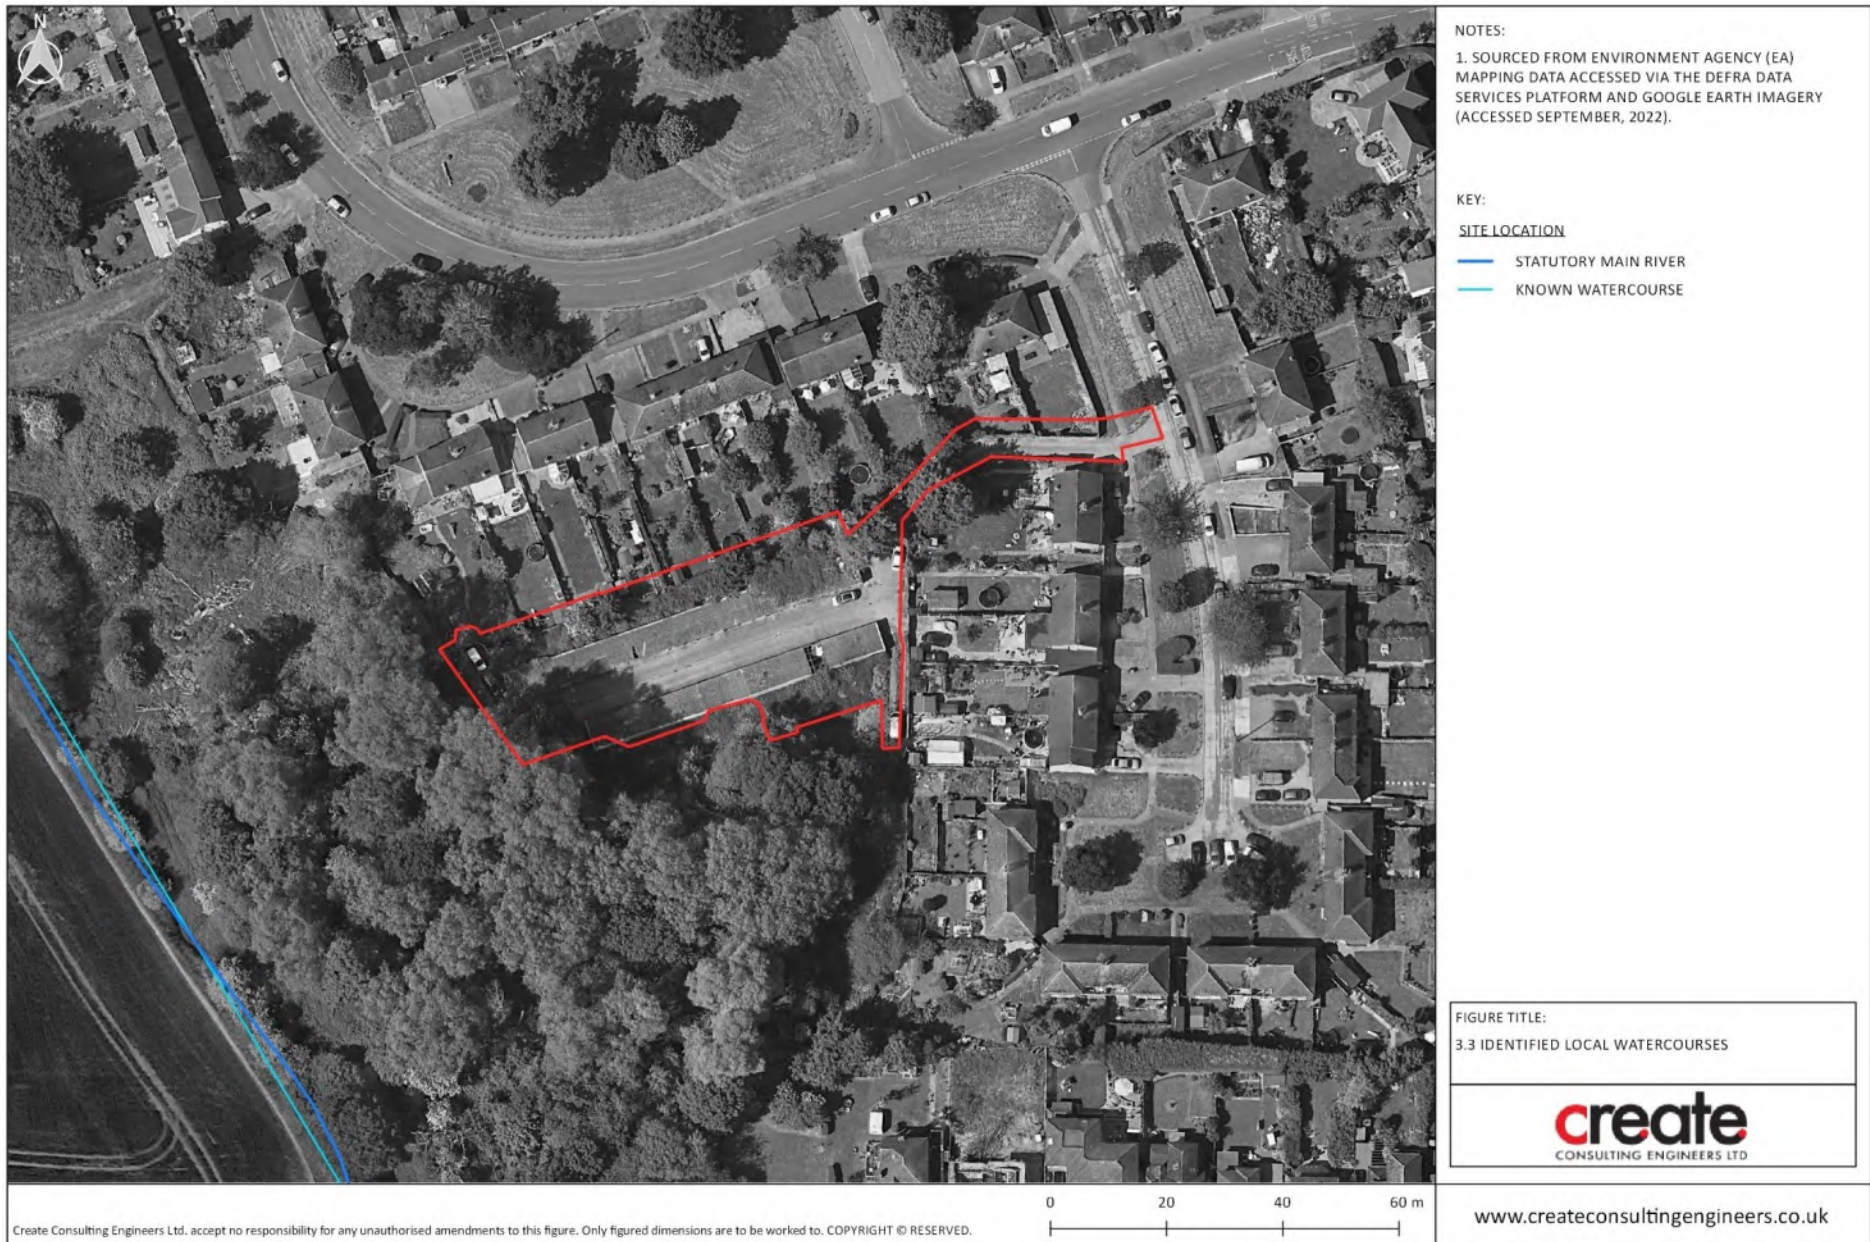 N
NOTES:
1. SOURCED FROM ENVIRONMENT AGENCY (EA)
MAPPING DATA ACCESSED VIA THE DEFRA DATA
SERVICES PLATFORM AND GOOGLE EARTH IMAGERY
(ACCESSED SEPTEMBER, 2022).
KEY:
SITE LOCATION
STATUTORY MAIN RIVER
KNOWN WATERCOURSE
FIGURE TITLE:
3.3 IDENTIFIED LOCAL WATERCOURSES
create
CONSULTING ENGINEERS LTD
0 20 40 60 m
Create Consulting Engineers Ltd. accept no responsibility for any unauthorised amendments to this figure. Only figured dimensions are to be worked to. COPYRIGHT © RESERVED.
www.createconsultingengineers.co.uk